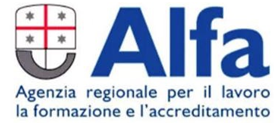 Alfa
Agenzia regionale per il lavoro
la formazione e l'accreditamento